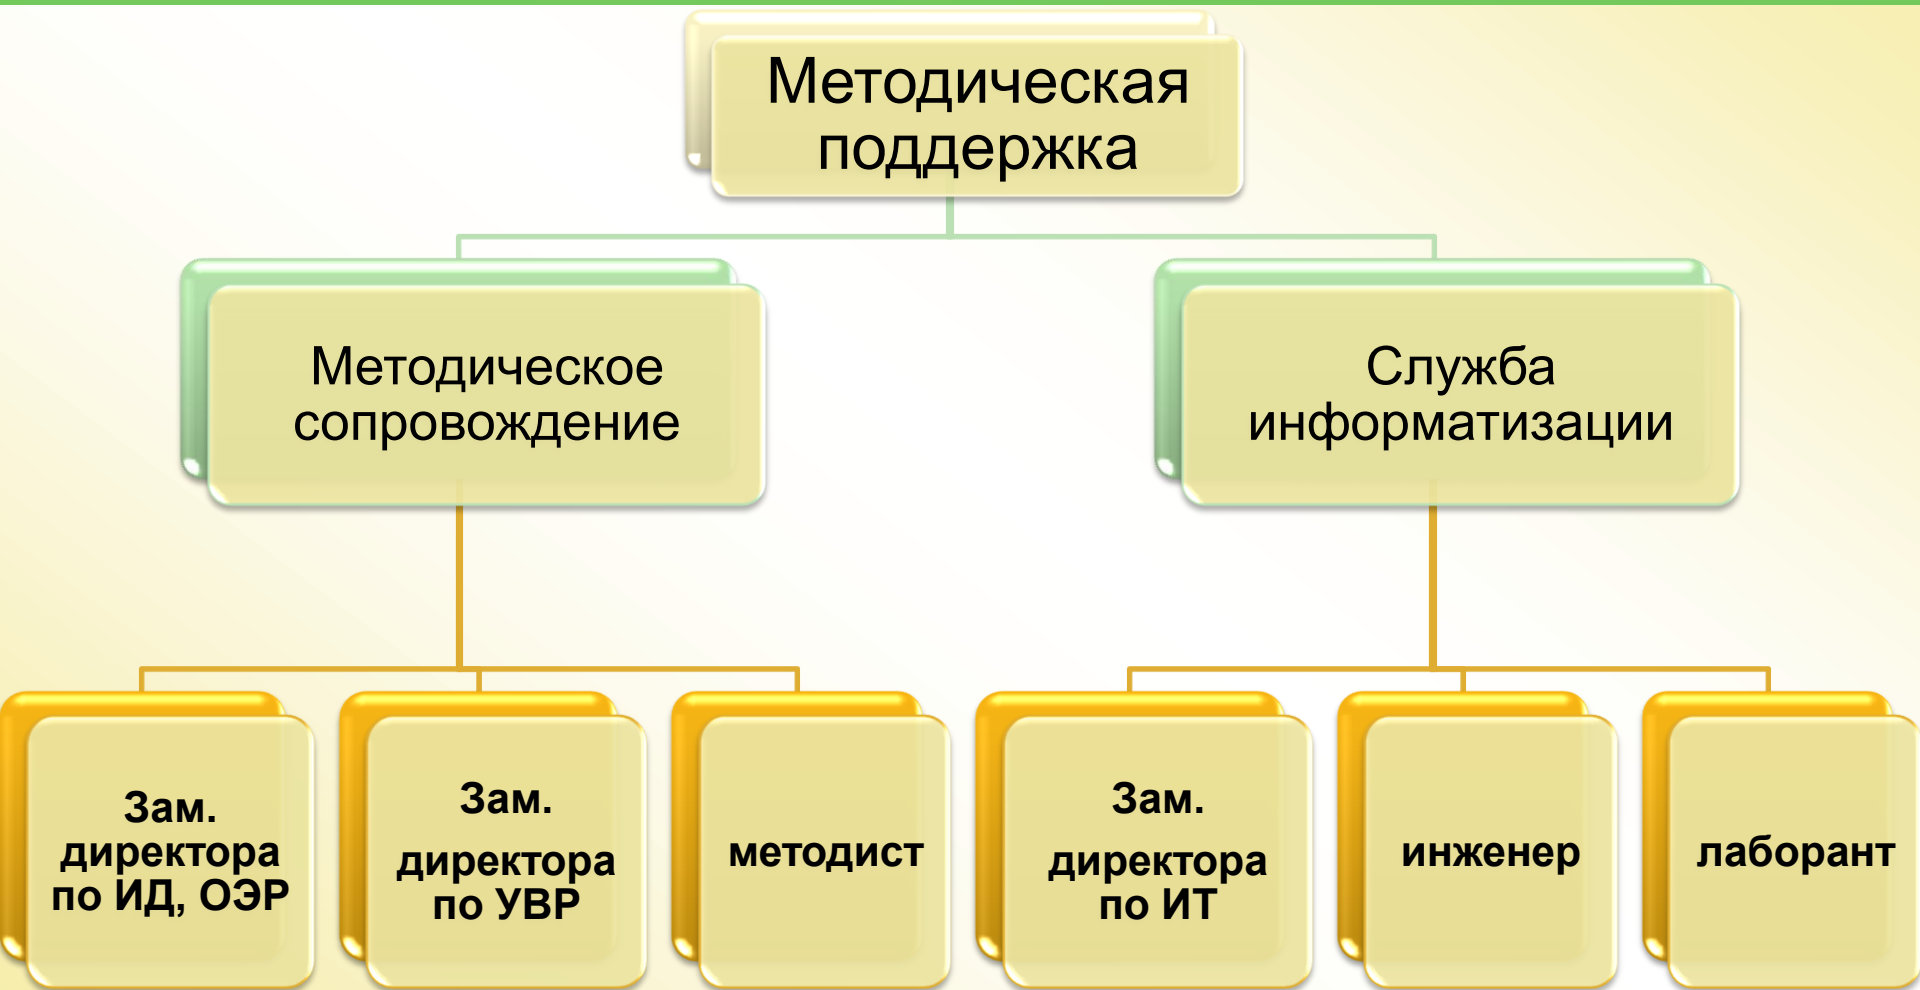 Методическая
поддержка
Методическое
сопровождение
Служба
информатизации
Зам.
директора
по ИД, ОЭР
Зам.
директора
по УВР
методист
Зам.
директора
по ИТ
инженер
лаборант